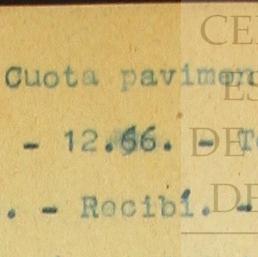 Cuota pavimen
- 12.66. - T
. - Recibí. -